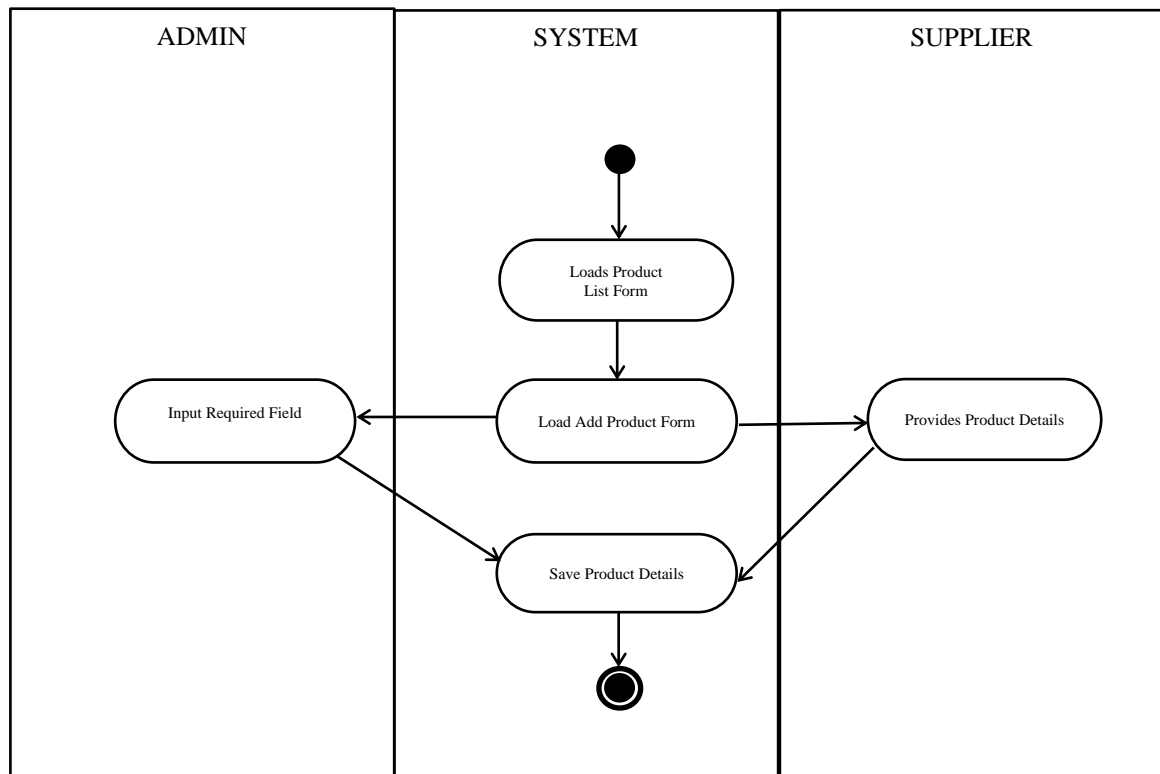 ADMIN
SYSTEM
SUPPLIER
Loads Product
List Form
Input Required Field
Load Add Product Form
Provides Product Details
Save Product Details